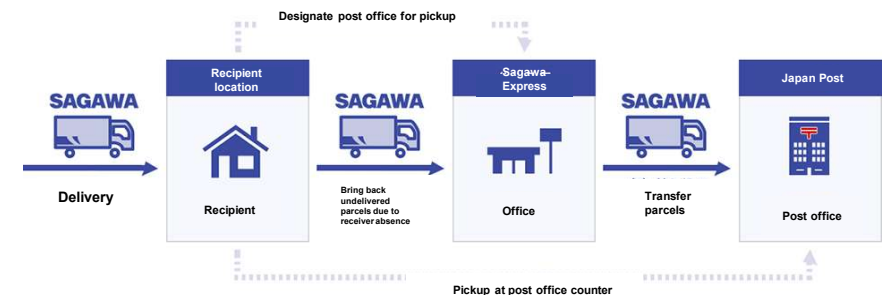 Designate post office for pickup
Recipient
location
Sagawa
Express
Japan Post
SAGAWA
SAGAWA
SAGAWA
Delivery
Recipient
Bring back
undelivered
parcels due to
receiver absence
Office
Transfer
parcels
Post office
Pickup at post office counter